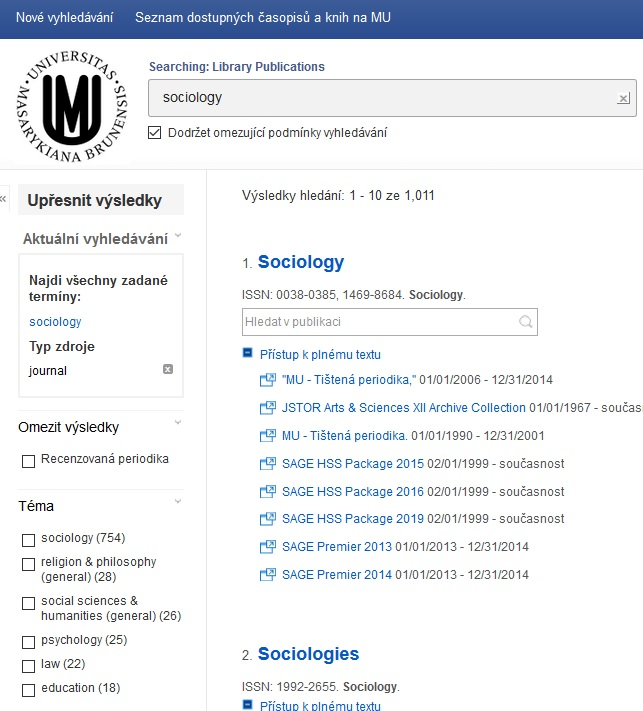 Nové vyhledávání Seznam dostupných časopisů a knih na MU
UNIVERSITAS MASARYKIANA BRUNENSIS
Searching: Library Publications
sociology
Dodržet omezující podmínky vyhledávání
«
Upřesnit výsledky
Aktuální vyhledávání
Najdi všechny zadané
termíny:
sociology
Typ zdroje
journal
Omezit výsledky
Recenzovaná periodika
Téma
sociology (754)
religion & philosophy
(general) (28)
social sciences &
humanities (general) (26)
psychology (25)
law (22)
education (18)
Výsledky hledání: 1 - 10 ze 1,011
1. Sociology
ISSN: 0038-0385, 1469-8684. Sociology.
Hledat v publikaci
Přístup k plnému textu
"MU - Tištená periodika," 01/01/2006 - 12/31/2014
JSTOR Arts & Sciences XII Archive Collection 01/01/1967 - součas
MU - Tištená periodika. 01/01/1990 - 12/31/2001
SAGE HSS Package 2015 02/01/1999 - současnost
SAGE HSS Package 2016 02/01/1999 - současnost
SAGE HSS Package 2019 02/01/1999 - současnost
SAGE Premier 2013 01/01/2013 - 12/31/2014
SAGE Premier 2014 01/01/2013 - 12/31/2014
2. Sociologies
ISSN: 1992-2655. Sociology.
Přístup k plnému textu